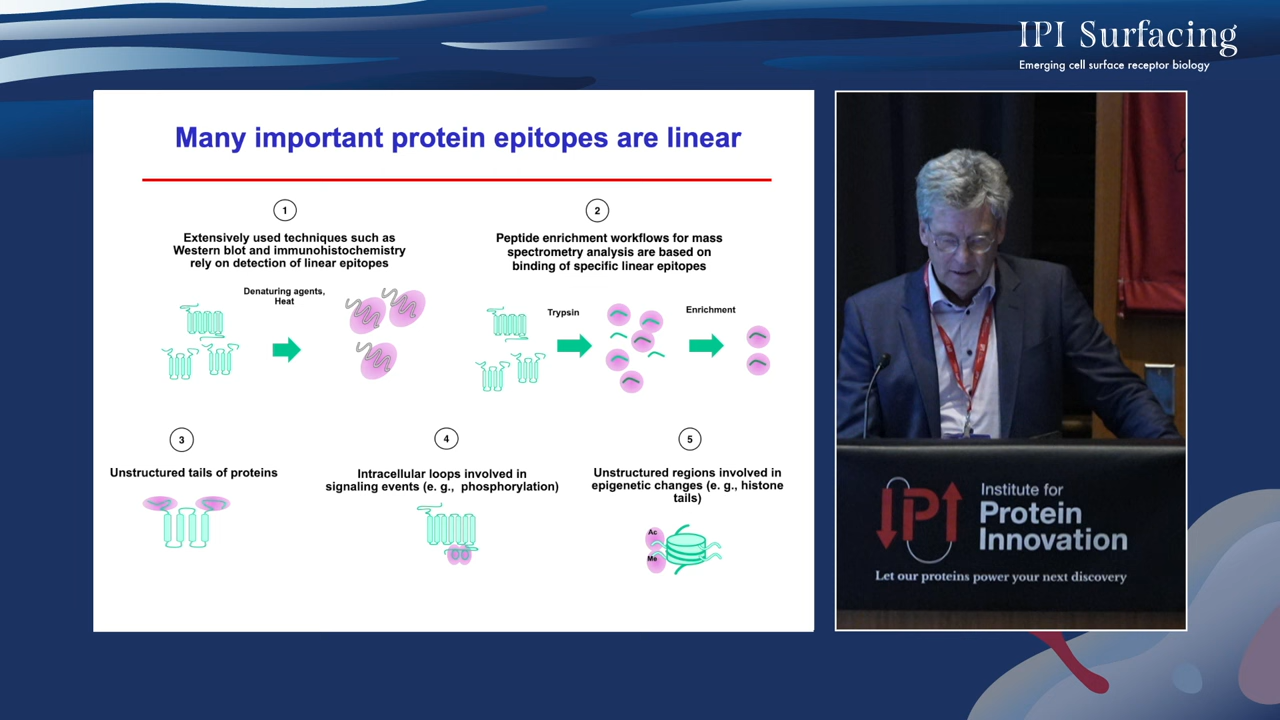 IPI Surfacing
Emerging cell surface receptor biology
Many important protein epitopes are linear
1
Extensively used techniques such as
Western blot and immunohistochemistry
rely on detection of linear epitopes
Denaturing agents,
Heat
2
Peptide enrichment workflows for mass
spectrometry analysis are based on
binding of specific linear epitopes
Trypsin
Enrichment
3
Unstructured tails of proteins
4
Intracellular loops involved in
signaling events (e. g., phosphorylation)
5
Unstructured regions involved in
epigenetic changes (e. g., histone
tails)
Ac
Me
IPI
Institute for
Protein
Innovation
Let our proteins power your next discovery